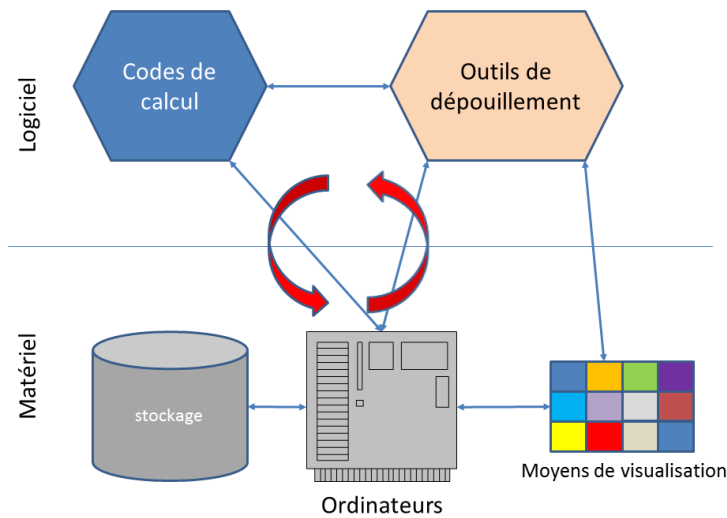 Logiciel
Codes de
calcul
Outils de
dépouillement
Matériel
stockage
Ordinateurs
Moyens de visualisation